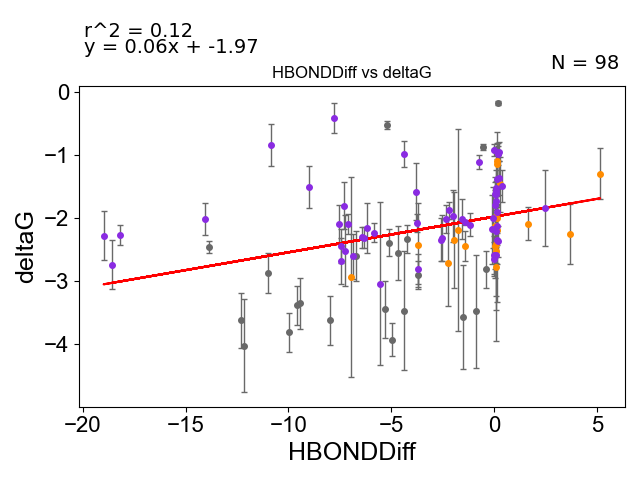 r^2 = 0.12
y = 0.06x + -1.97
N = 98
HBONDDiff vs deltaG
0
−1
−2
−3
−4
deltaG
−20
−15
−10
−5
0
5
HBONDDiff